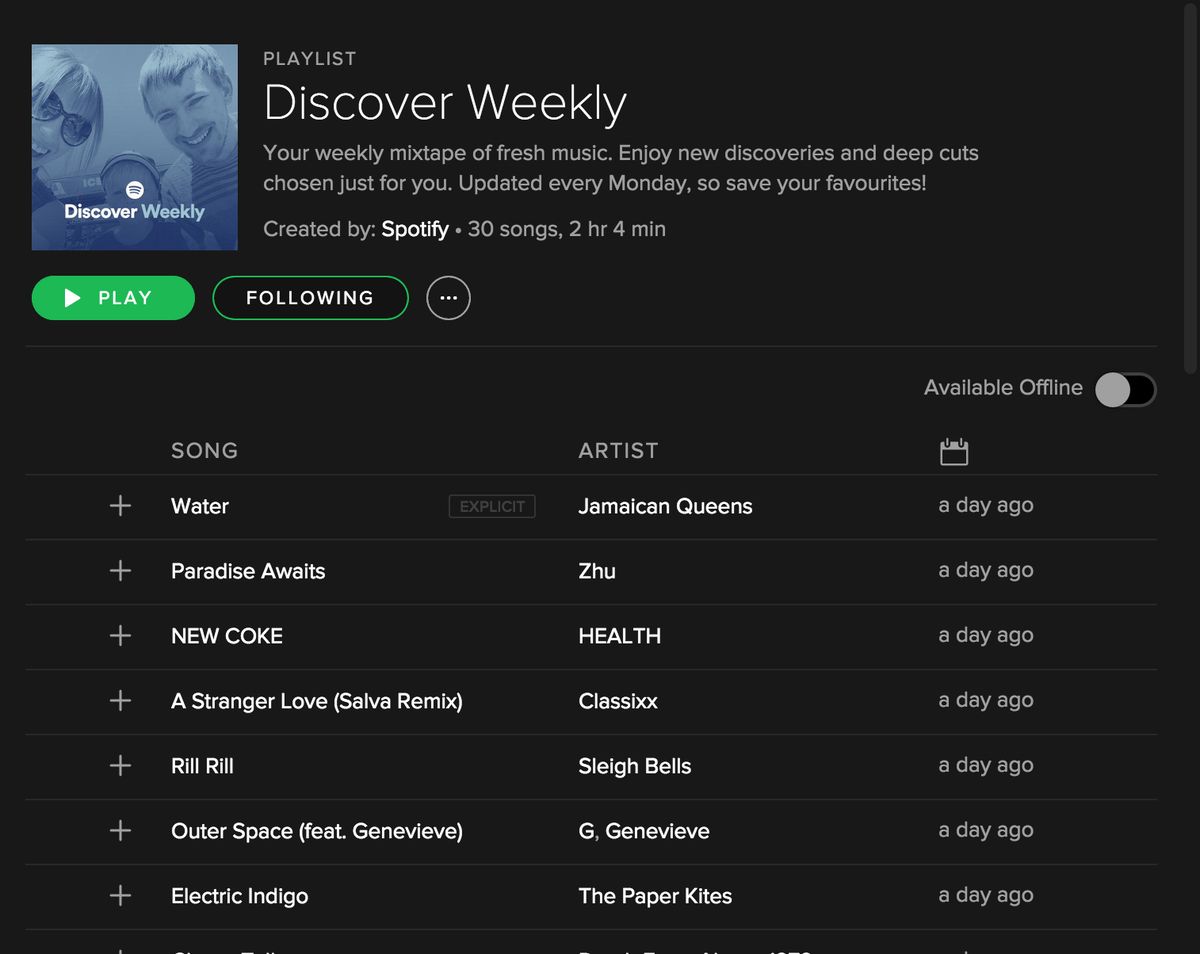 PLAYLIST
Discover Weekly
Your weekly mixtape of fresh music. Enjoy new discoveries and deep cuts
chosen just for you. Updated every Monday, so save your favourites!
Created by: Spotify • 30 songs, 2 hr 4 min
ICE
Discover Weekly
PLAY
FOLLOWING
Available Offline
SONG ARTIST
Water EXPLICIT Jamaican Queens a day ago
Paradise Awaits Zhu a day ago
NEW COKE HEALTH a day ago
A Stranger Love (Salva Remix) Classixx a day ago
Rill Rill Sleigh Bells a day ago
Outer Space (feat. Genevieve) G, Genevieve a day ago
Electric Indigo The Paper Kites a day ago